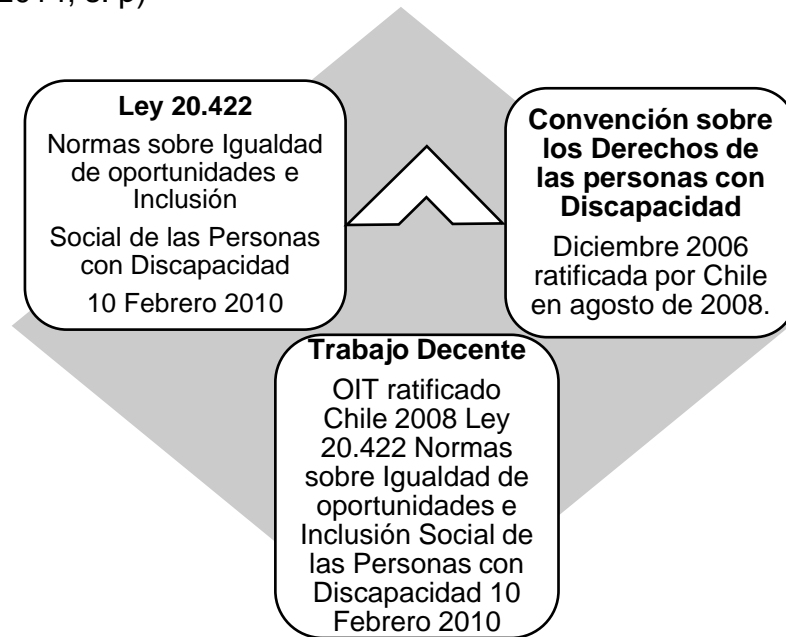 Ley 20.422
Normas sobre Igualdad
de oportunidades e
Inclusión
Social de las Personas
con Discapacidad
10 Febrero 2010
Convención sobre
los Derechos de
las personas con
Discapacidad
Diciembre 2006
ratificada por Chile
en agosto de 2008.
Trabajo Decente
OIT ratificado
Chile 2008 Ley
20.422 Normas
sobre Igualdad de
oportunidades e
Inclusión Social de
las Personas con
Discapacidad 10
Febrero 2010